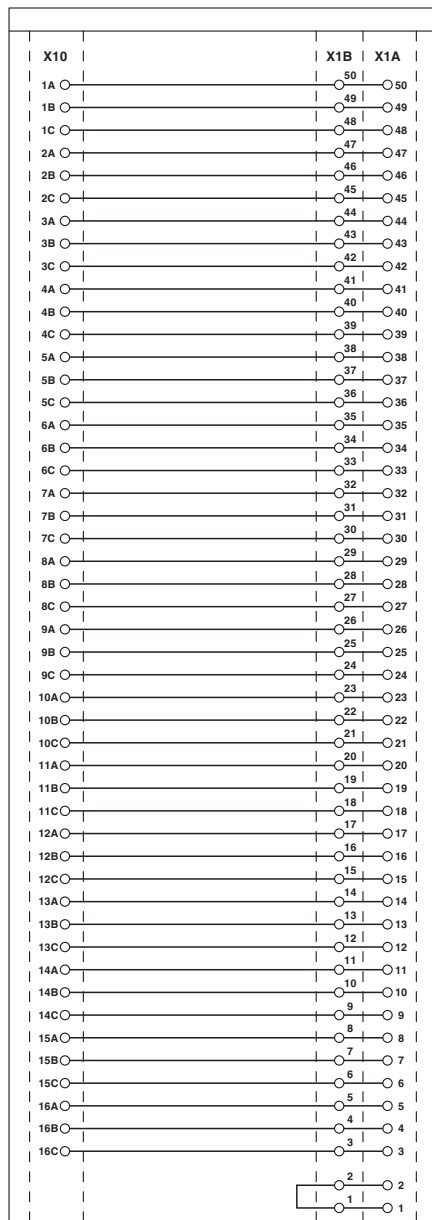 X10 X1B X1A
1A 50 50
1B 49 49
1C 48 48
2A 47 47
2B 46 46
2C 45 45
3A 44 44
3B 43 43
3C 42 42
4A 41 41
4B 40 40
4C 39 39
5A 38 38
5B 37 37
5C 36 36
6A 35 35
6B 34 34
6C 33 33
7A 32 32
7B 31 31
7C 30 30
8A 29 29
8B 28 28
8C 27 27
9A 26 26
9B 25 25
9C 24 24
10A 23 23
10B 22 22
10C 21 21
11A 20 20
11B 19 19
11C 18 18
12A 17 17
12B 16 16
12C 15 15
13A 14 14
13B 13 13
13C 12 12
14A 11 11
14B 10 10
14C 9 9
15A 8 8
15B 7 7
15C 6 6
16A 5 5
16B 4 4
16C 3 3
2 2
1 1